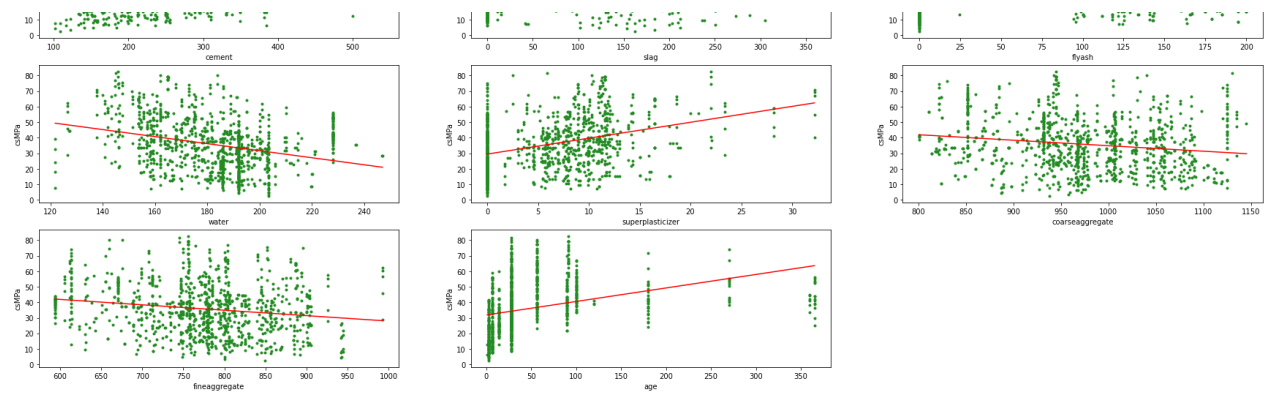 10
0
100 200 300 400 500
cement
10
0
0 50 100 150 200 250 300 350
slag
10
0
0 25 50 75 100 125 150 175 200
flyash
80
70
60
50
40
30
20
10
0
csMPa
120 140 160 180 200 220 240
water
80
70
60
50
40
30
20
10
0
csMPa
0 5 10 15 20 25 30
superplasticizer
80
70
60
50
40
30
20
10
0
csMPa
800 850 900 950 1000 1050 1100 1150
coarseaggregate
80
70
60
50
40
30
20
10
0
csMPa
600 650 700 750 800 850 900 950 1000
fineaggregate
80
70
60
50
40
30
20
10
0
csMPa
0 50 100 150 200 250 300 350
age